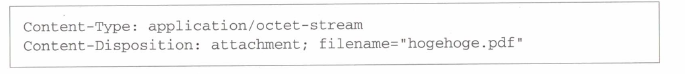 Content-Type: application/octet-stream
Content-Disposition: attachment; filename="hogehoge.pdf"